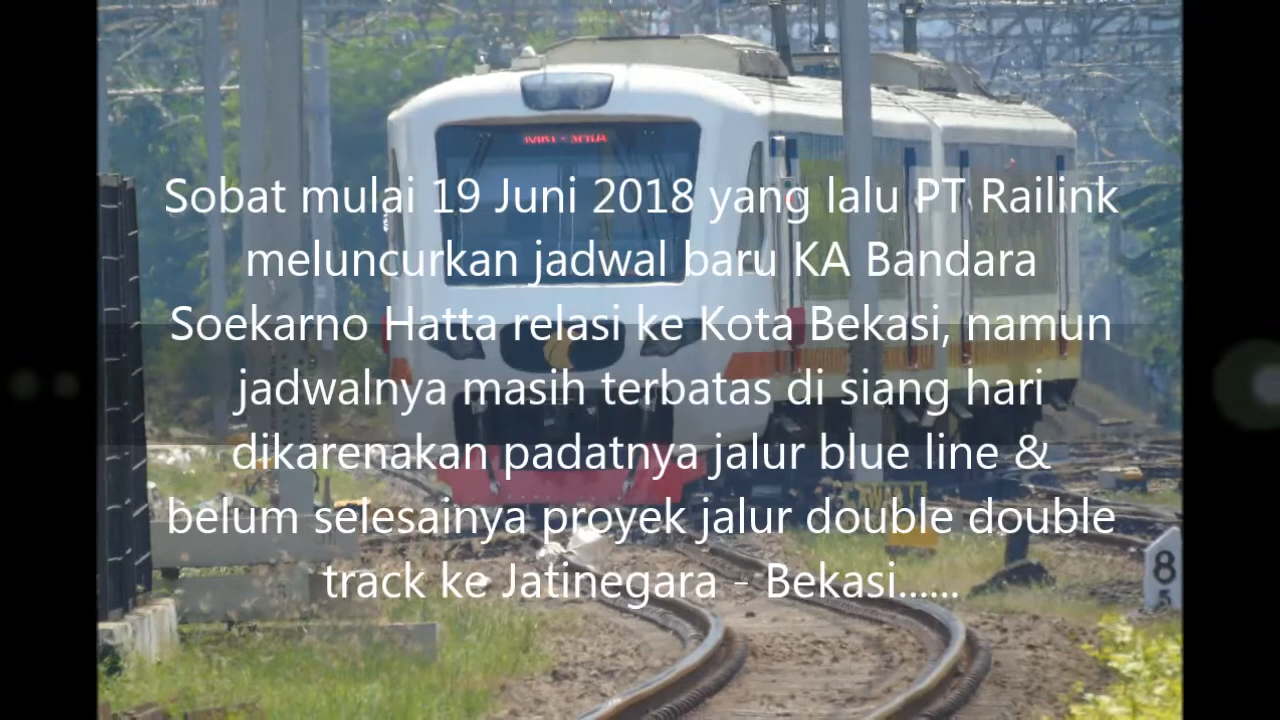 Sobat mulai 19 Juni 2018 yang lalu PT Railink
meluncurkan jadwal baru KA Bandara
Soekarno Hatta relasi ke Kota Bekasi, namun
jadwalnya masih terbatas di siang hari
dikarenakan padatnya jalur blue line &
belum selesainya proyek jalur double double
track ke Jatinegara - Bekasi......
8
5